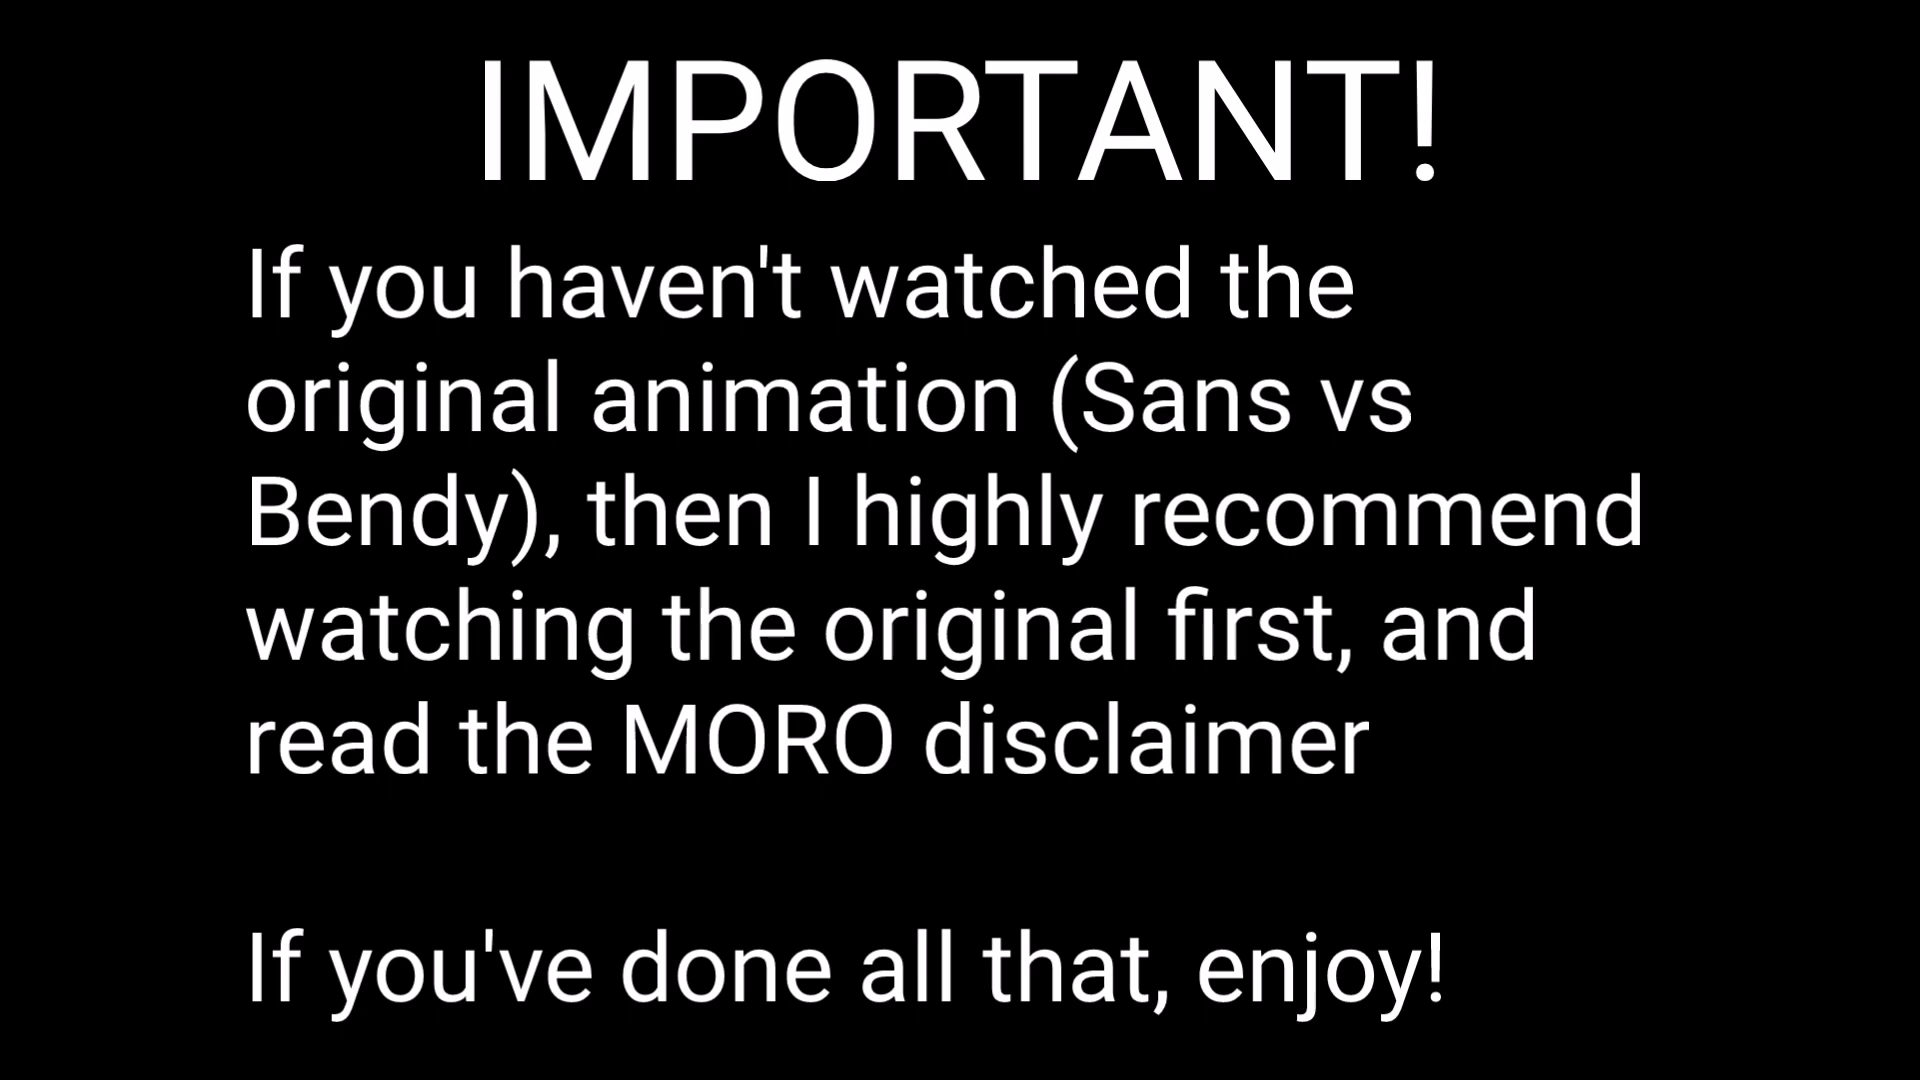 IMPORTANT!
If you haven't watched the
original animation (Sans vs
Bendy), then I highly recommend
watching the original first, and
read the MORO disclaimer
If you've done all that, enjoy!